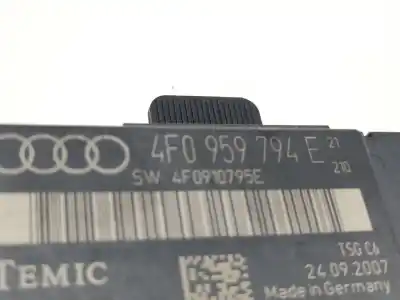 4F0 959 794 E 21
210
SW 4F0910795E
TSG C6
TEMIC 24.09.2007
Made in Germany